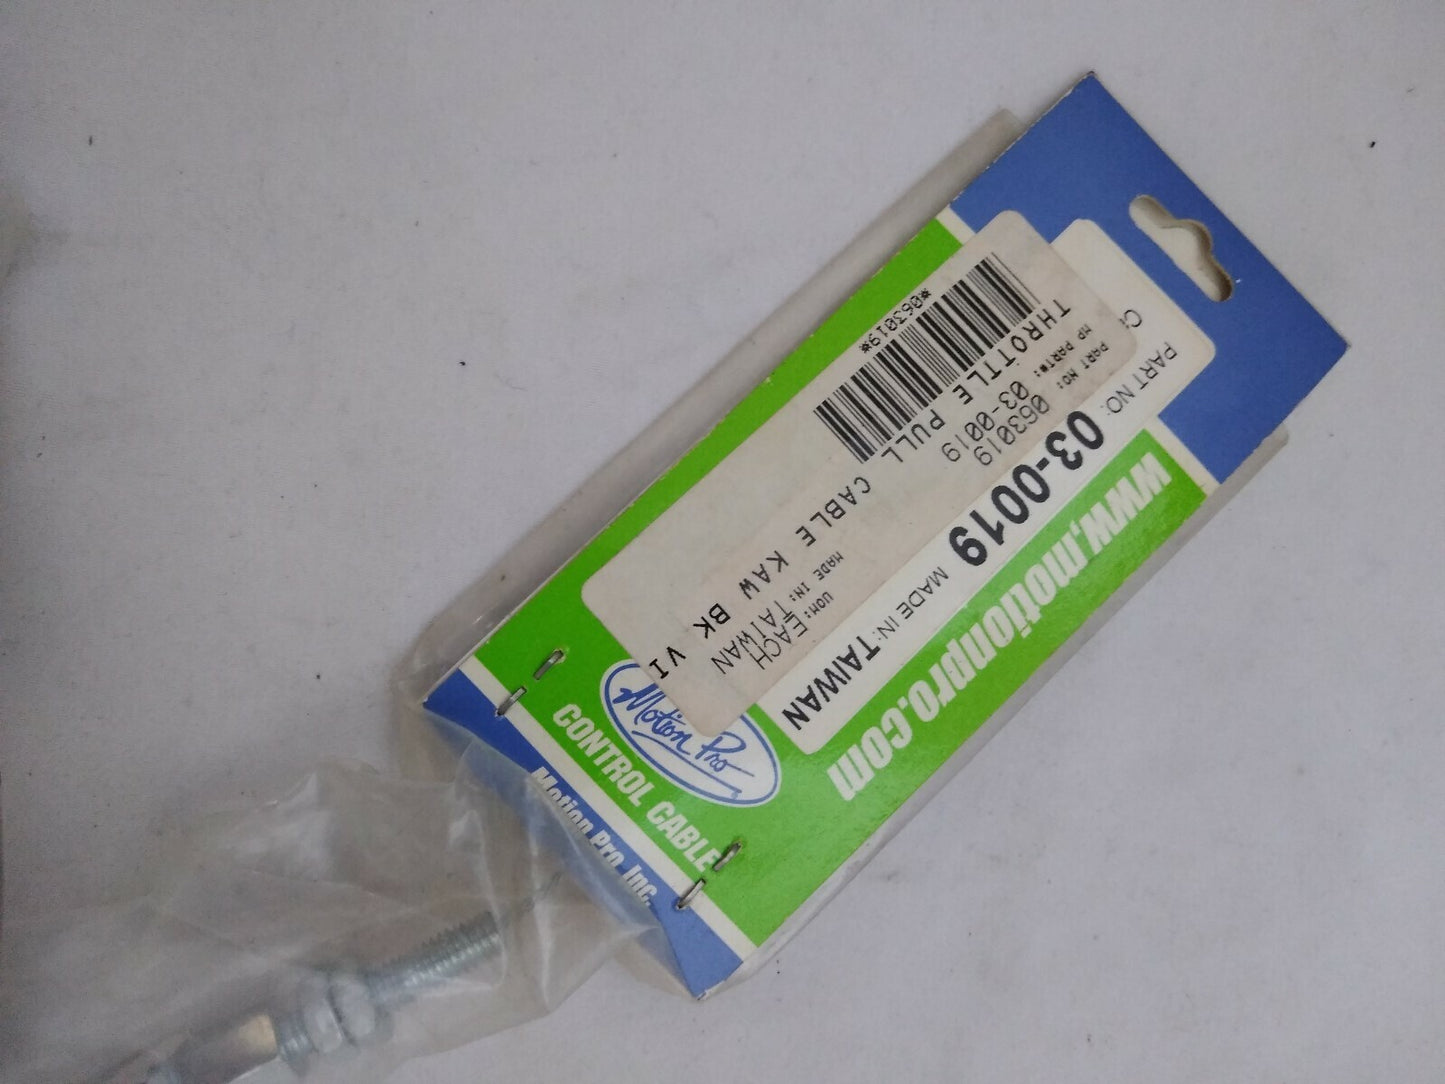 *063019*
THROTTLE PULL CABLE KAW BK VI
PART NO: 063019
MP PART#: 03-0019
UOM: EACH
MADE IN: TAIWAN
PART NO: 03-0019 MADE IN: TAIWAN
www.motionpro.com
Motion Pro
CONTROL CABLE
Motion Pro, Inc.